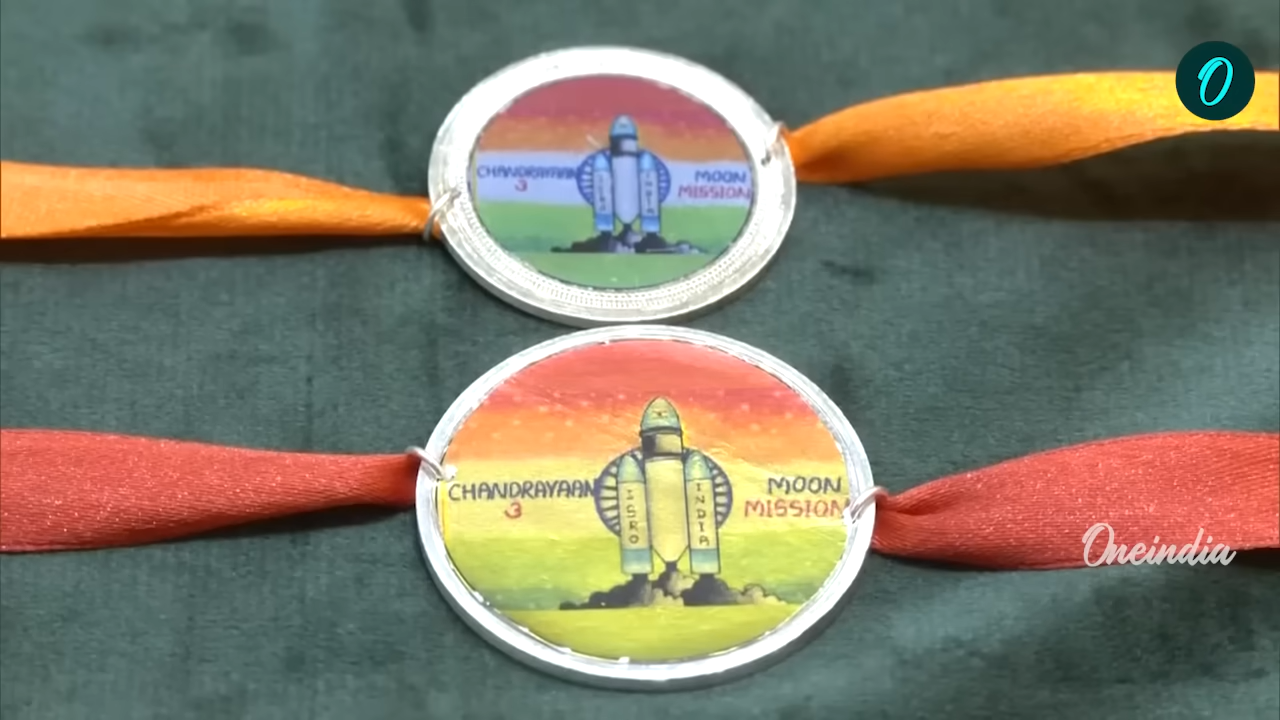 O
CHANDRAYAAN
3
MOON
MISSION
INDIA
CHANDRAYAAN
3
ISRO
INDIA
MOON
MISSION
Oneindia